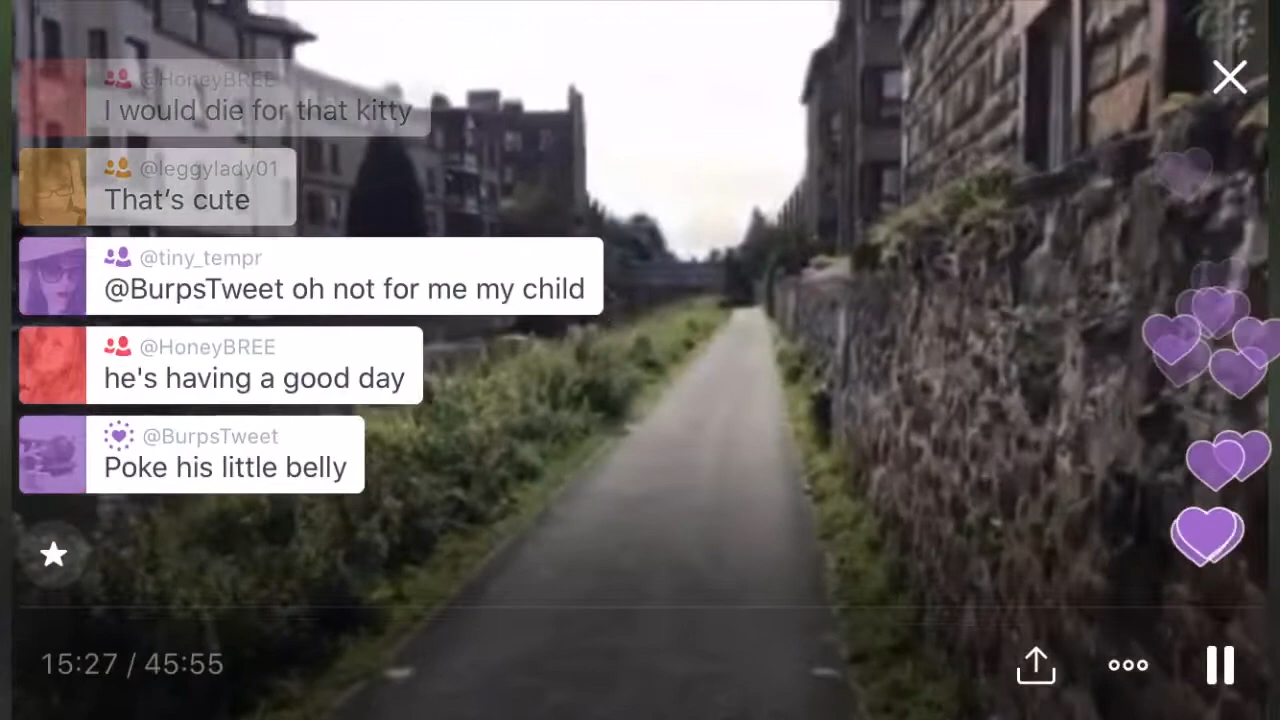 @HoneyBREE
I would die for that kitty
@leggylady01
That’s cute
@tiny_tempr
@BurpsTweet oh not for me my child
@HoneyBREE
he's having a good day
@BurpsTweet
Poke his little belly
15:27 / 45:55